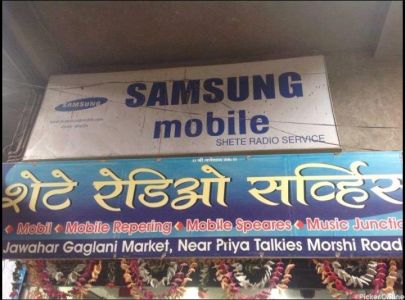 SAMSUNG
SAMSUNG
mobile
SHETE RADIO SERVICE
शेटे रेडिओ सर्व्हिस
Mobil Mobile Repering Mobile Speares Music Junctio
Jawahar Gaglani Market, Near Priya Talkies Morshi Road